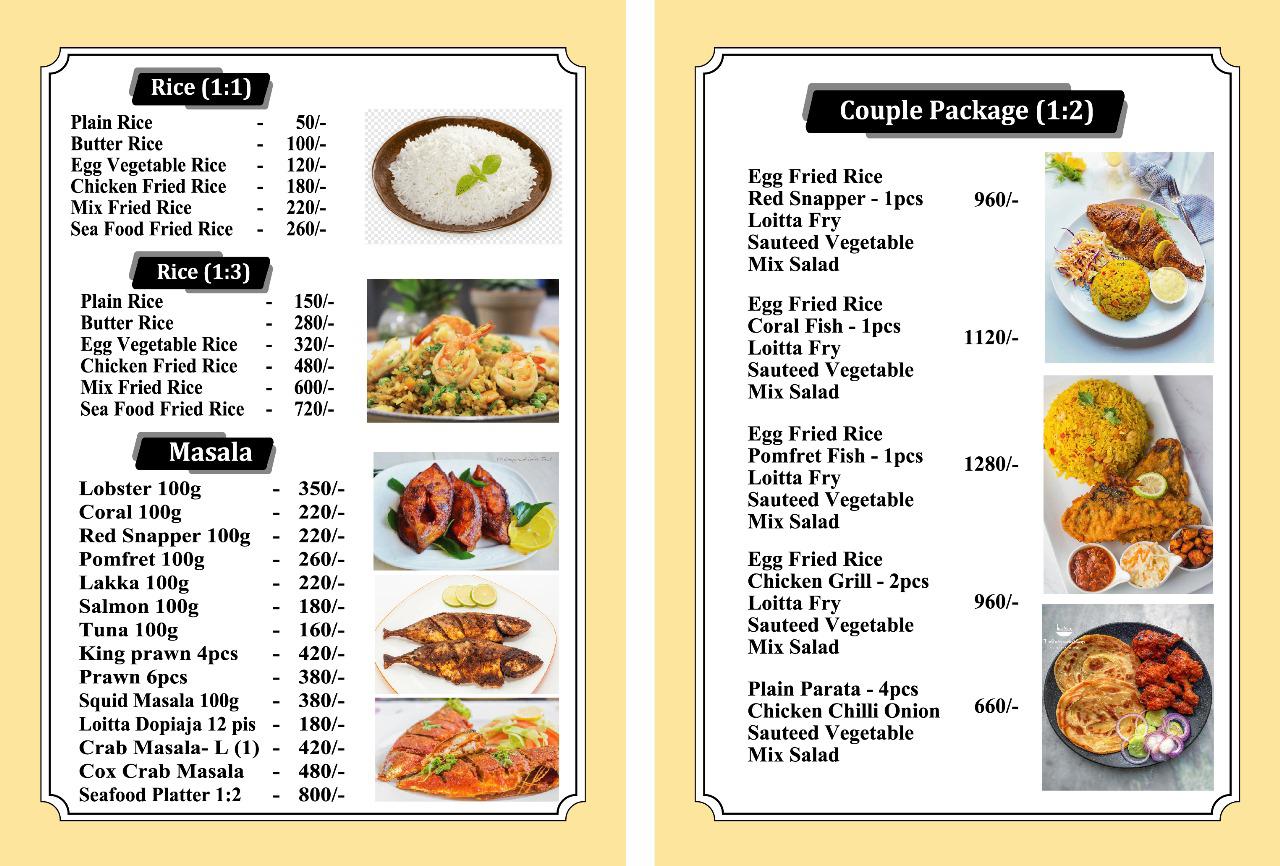 Rice (1:1)
Plain Rice - 50/-
Butter Rice - 100/-
Egg Vegetable Rice - 120/-
Chicken Fried Rice - 180/-
Mix Fried Rice - 220/-
Sea Food Fried Rice - 260/-
Rice (1:3)
Plain Rice - 150/-
Butter Rice - 280/-
Egg Vegetable Rice - 320/-
Chicken Fried Rice - 480/-
Mix Fried Rice - 600/-
Sea Food Fried Rice - 720/-
Masala
Lobster 100g - 350/-
Coral 100g - 220/-
Red Snapper 100g - 220/-
Pomfret 100g - 260/-
Lakka 100g - 220/-
Salmon 100g - 180/-
Tuna 100g - 160/-
King prawn 4pcs - 420/-
Prawn 6pcs - 380/-
Squid Masala 100g - 380/-
Loitta Dopiaja 12 pis - 180/-
Crab Masala- L (1) - 420/-
Cox Crab Masala - 480/-
Seafood Platter 1:2 - 800/-
Couple Package (1:2)
Egg Fried Rice
Red Snapper - 1pcs 960/-
Loitta Fry
Sauteed Vegetable
Mix Salad
Egg Fried Rice
Coral Fish - 1pcs
Loitta Fry 1120/-
Sauteed Vegetable
Mix Salad
Egg Fried Rice
Pomfret Fish - 1pcs 1280/-
Loitta Fry
Sauteed Vegetable
Mix Salad
Egg Fried Rice
Chicken Grill - 2pcs
Loitta Fry 960/-
Sauteed Vegetable
Mix Salad
Plain Parata - 4pcs
Chicken Chilli Onion 660/-
Sauteed Vegetable
Mix Salad